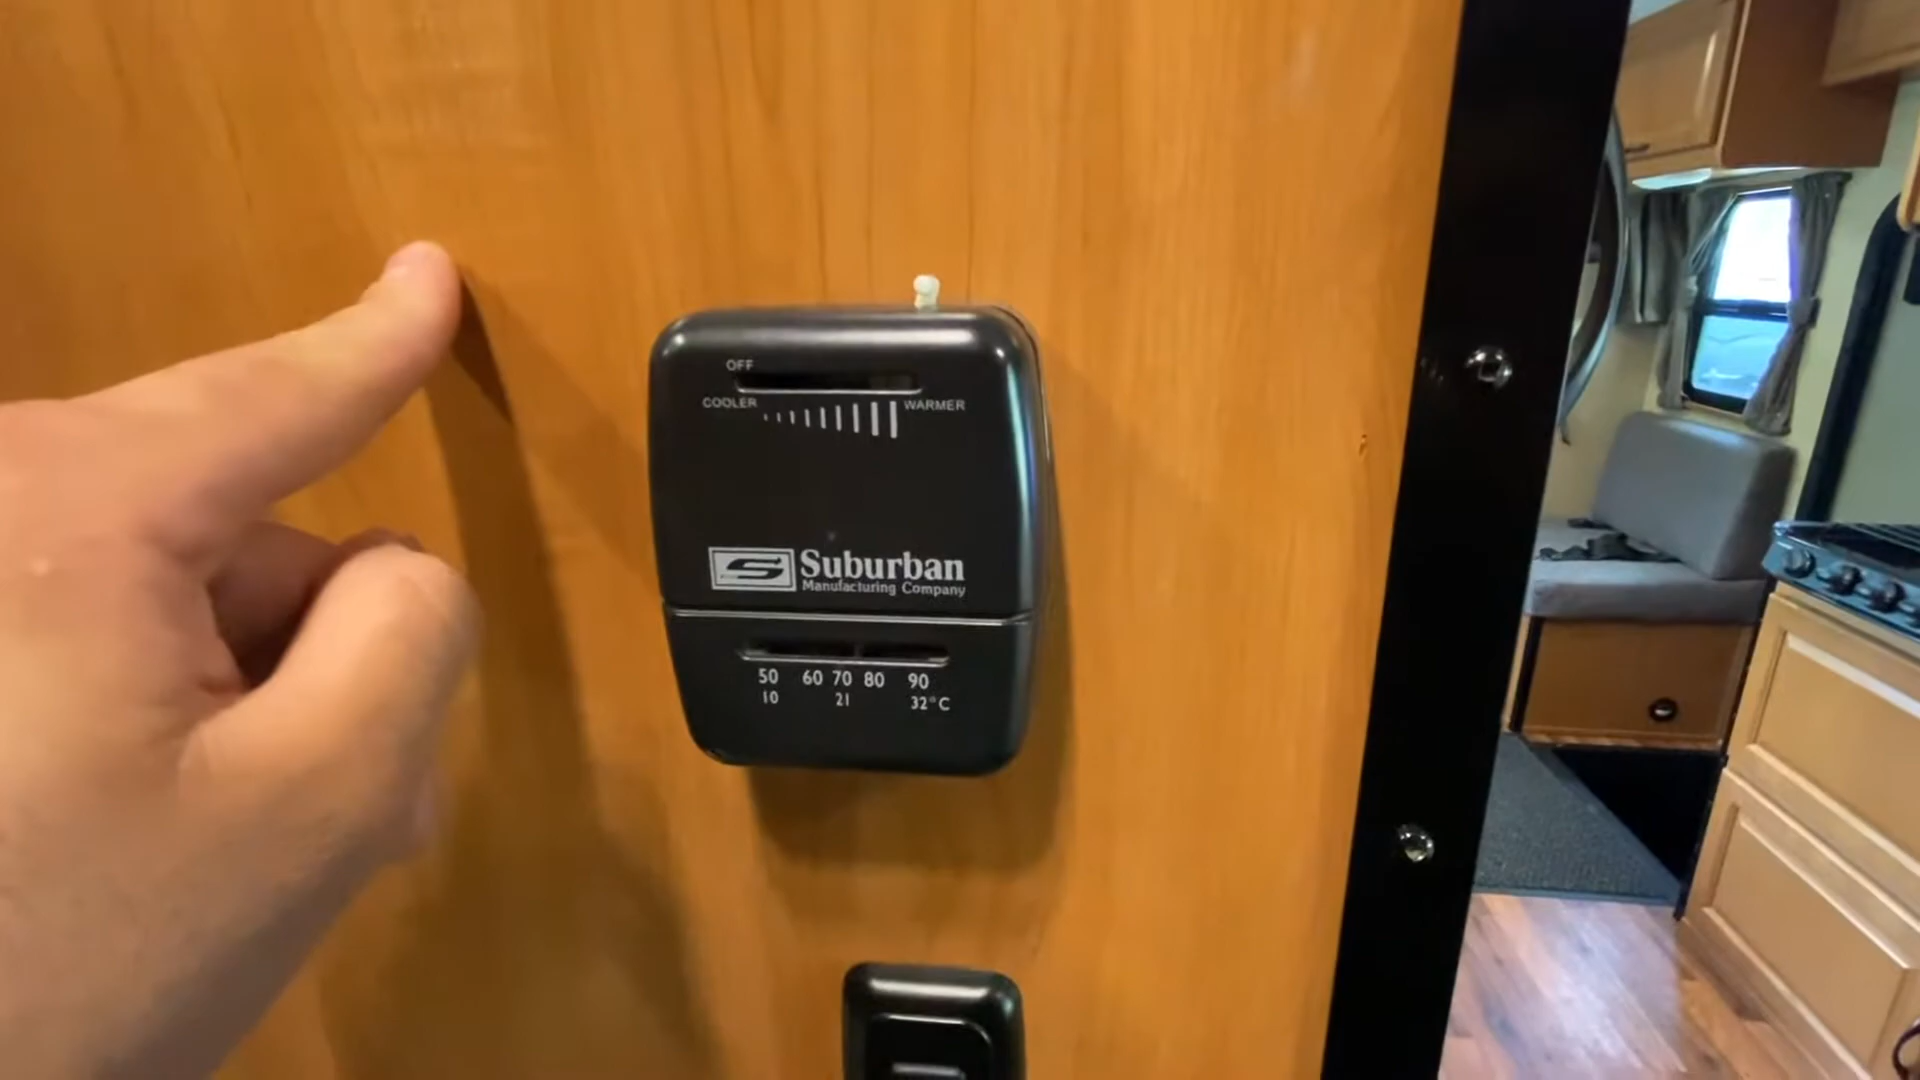 OFF
COOLER WARMER
S Suburban
Manufacturing Company
50 60 70 80 90
10 21 32°C